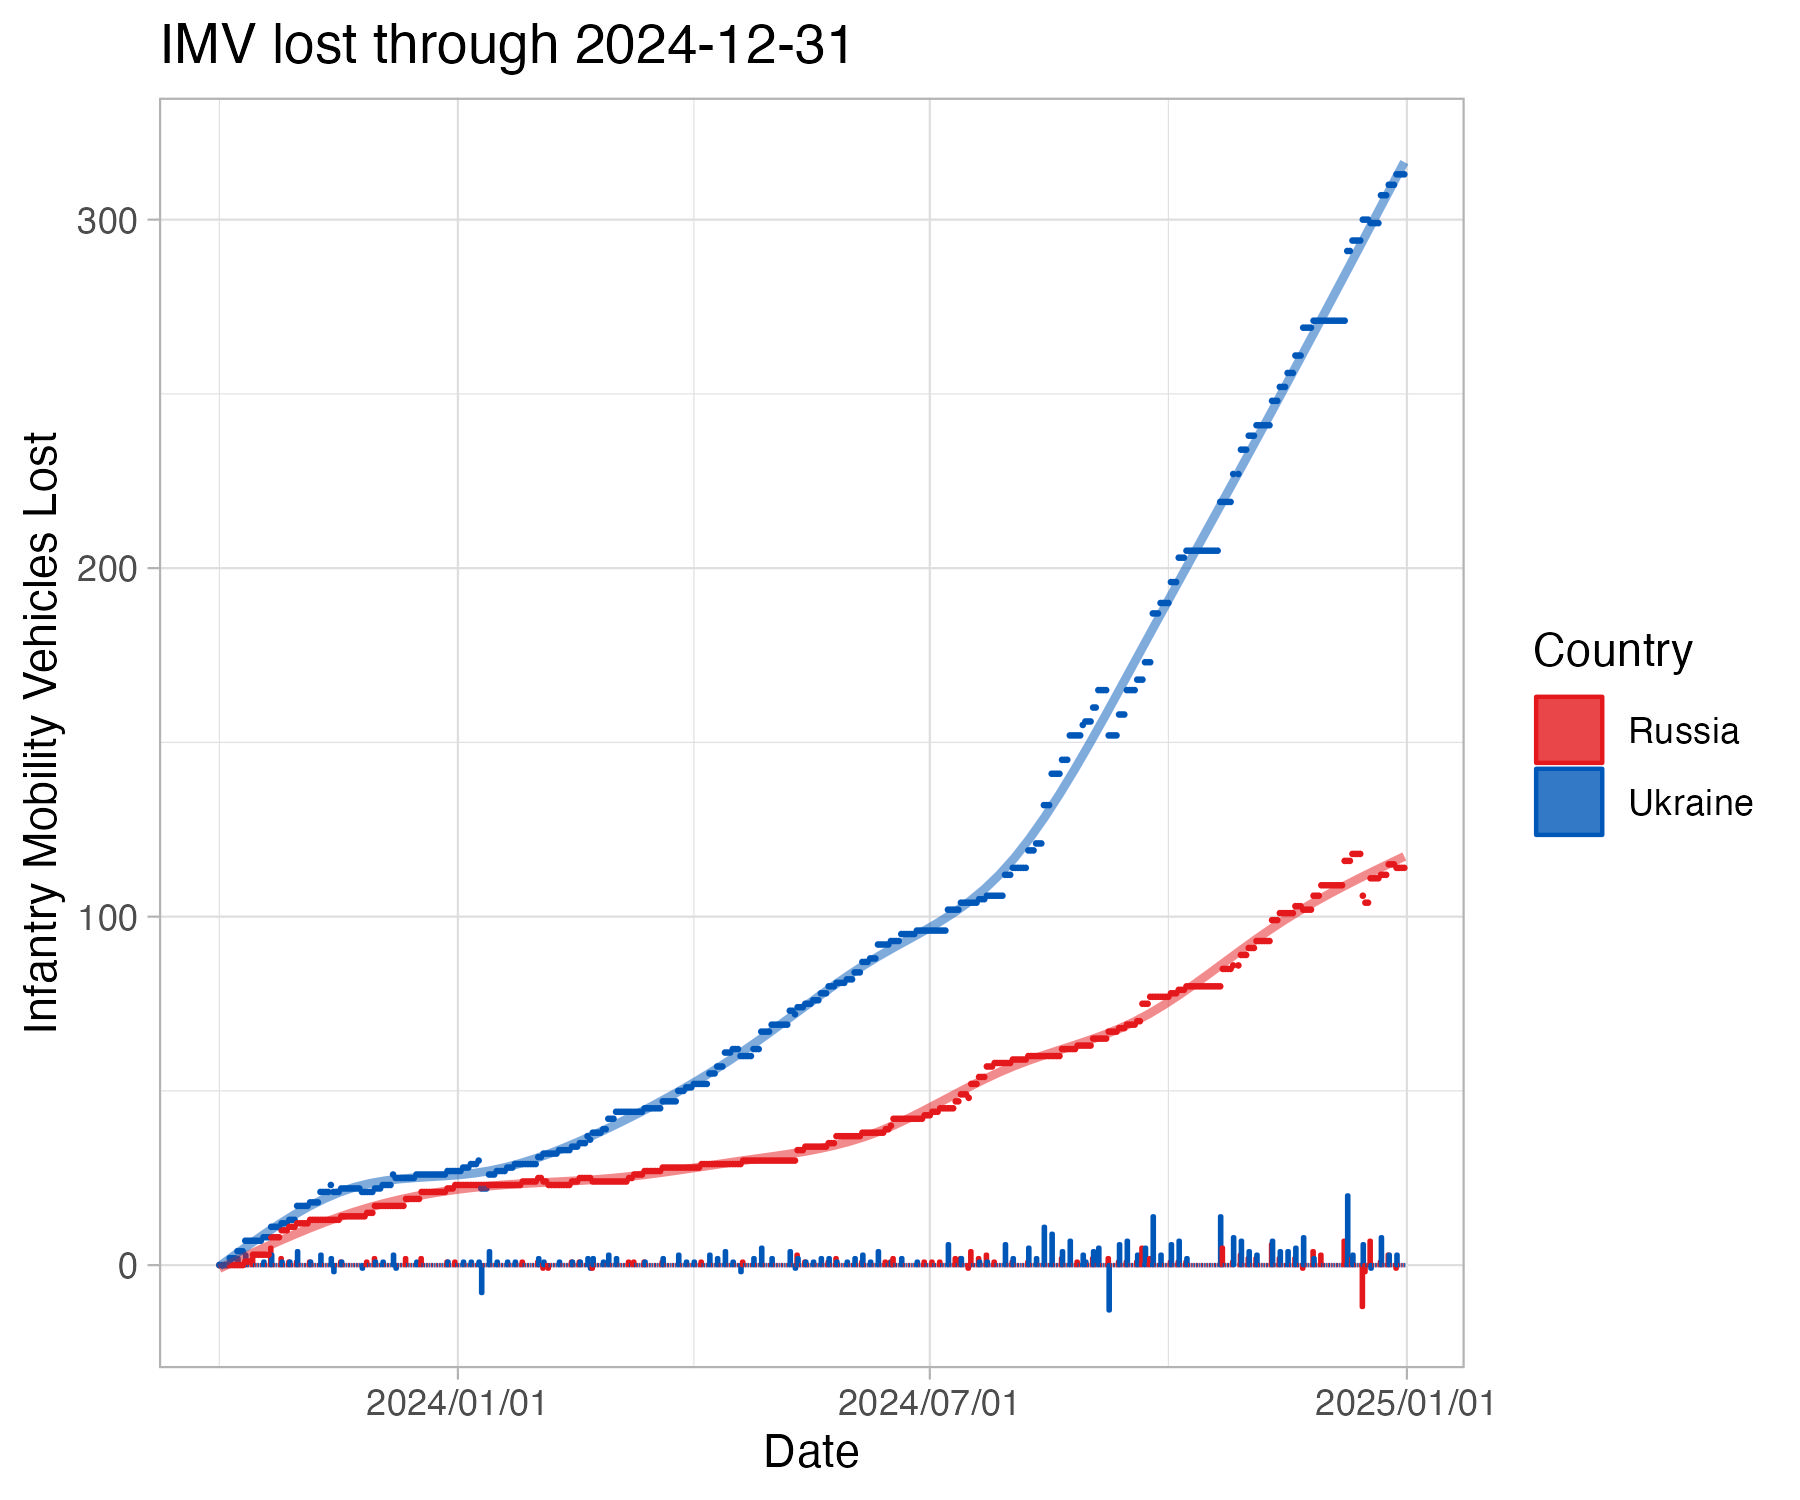 IMV lost through 2024-12-31
Infantry Mobility Vehicles Lost
300
200
100
0
2024/01/01
2024/07/01
2025/01/01
Date
Country
Russia
Ukraine